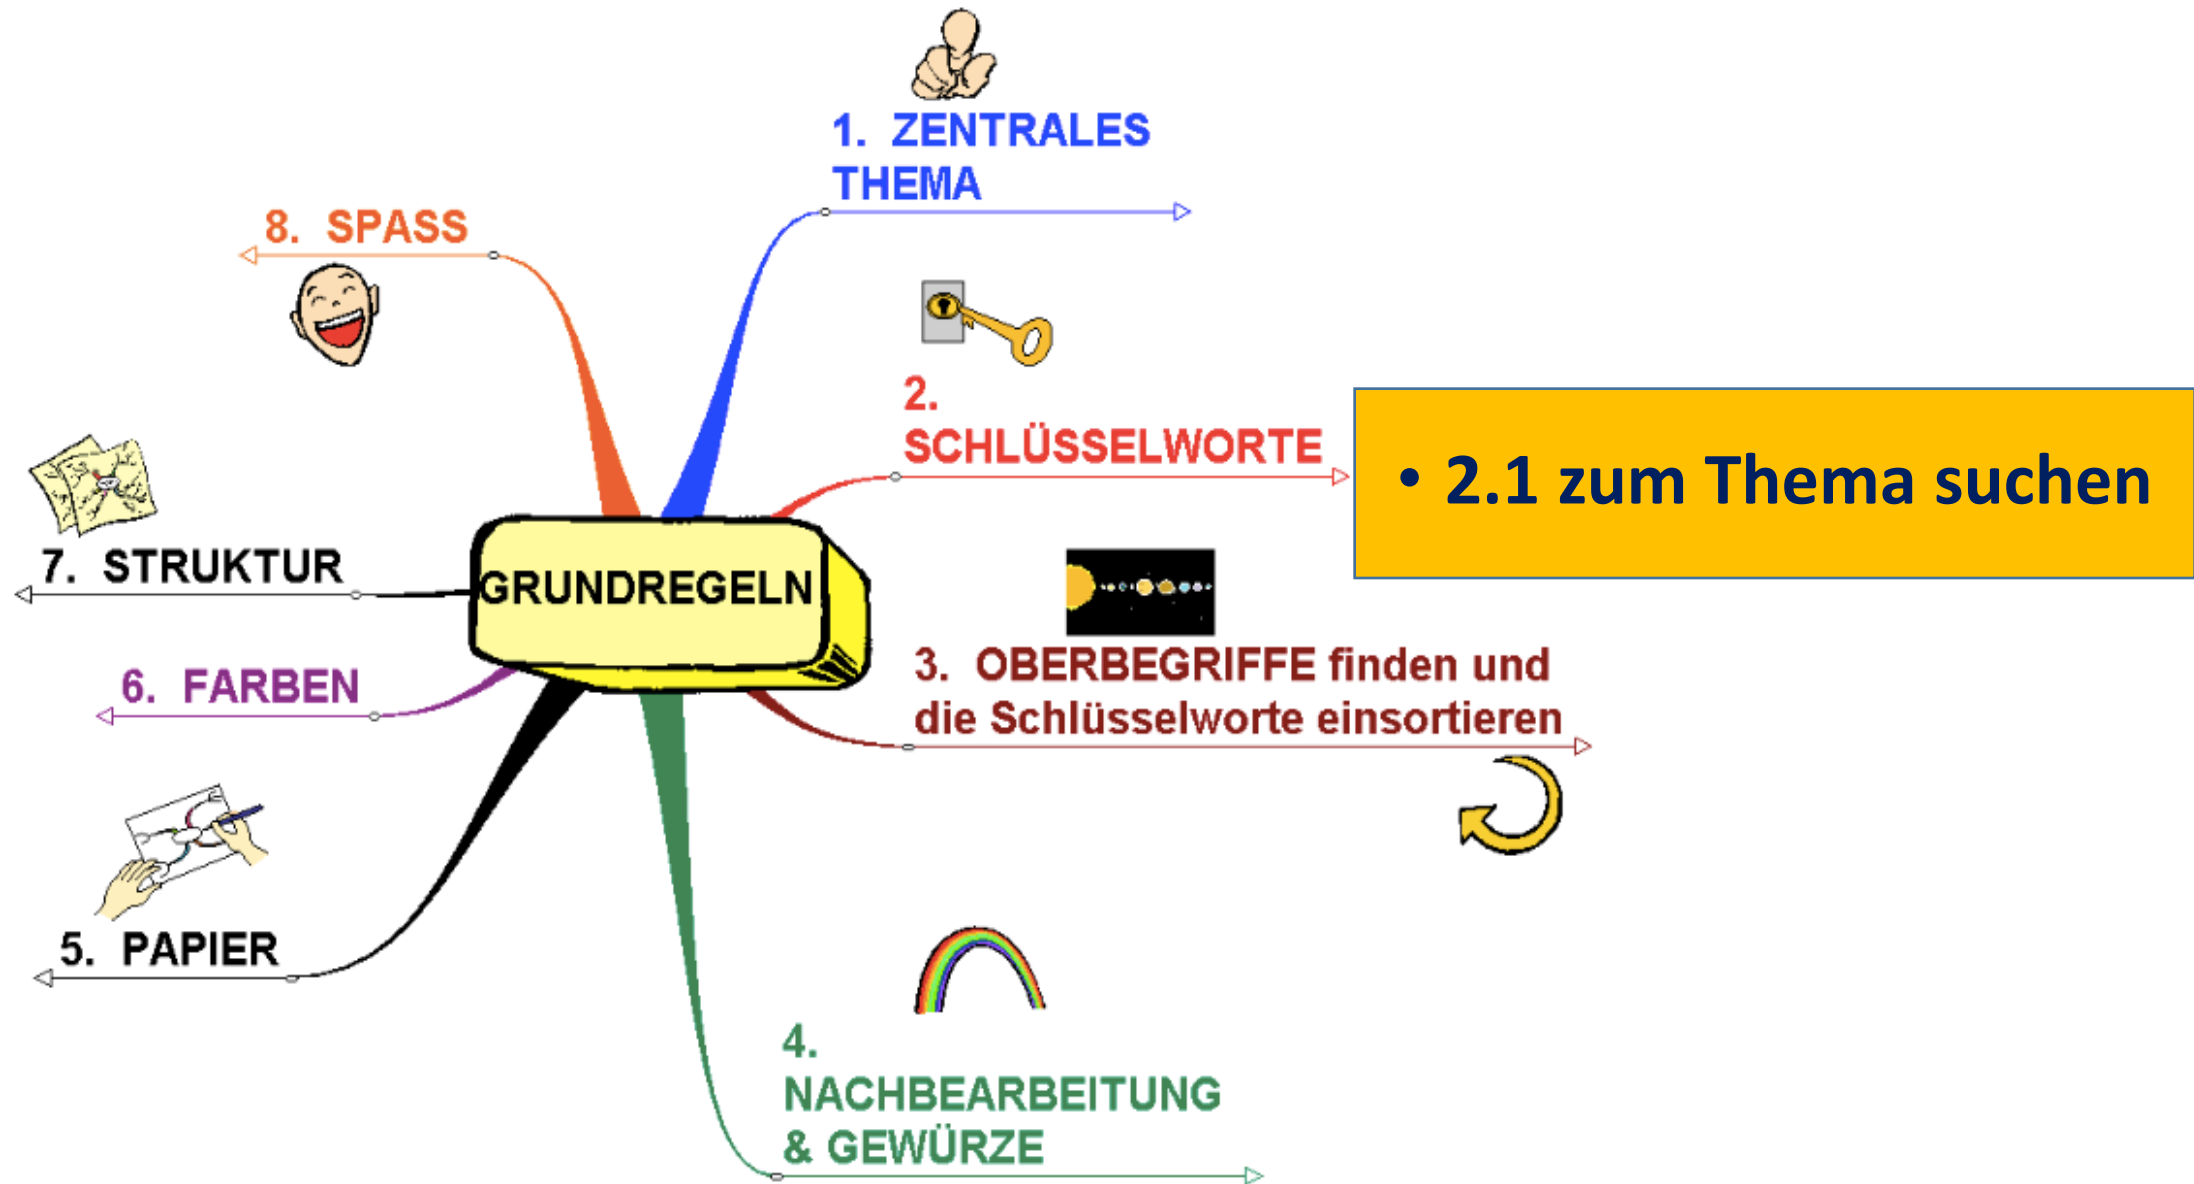 1. ZENTRALES
THEMA
8. SPASS
2.
SCHLÜSSELWORTE
• 2.1 zum Thema suchen
7. STRUKTUR
GRUNDREGELN
3. OBERBEGRIFFE finden und
die Schlüsselworte einsortieren
6. FARBEN
5. PAPIER
4.
NACHBEARBEITUNG
& GEWÜRZE